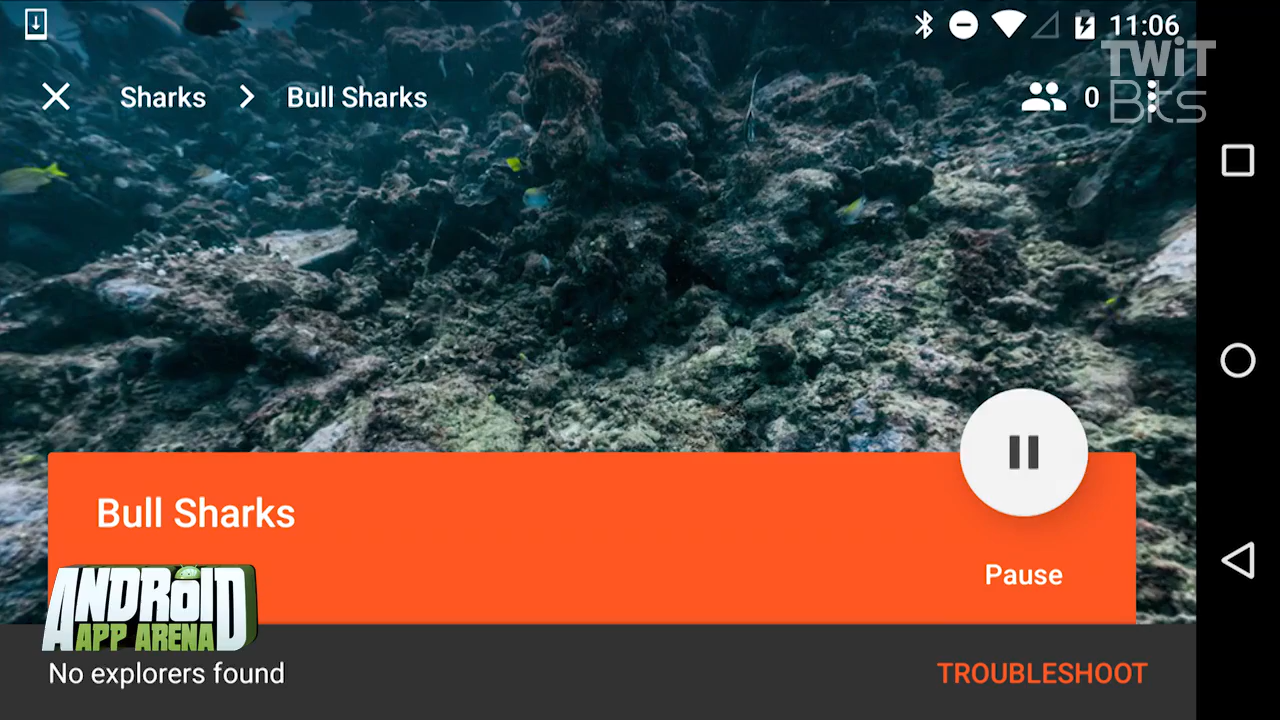 11:06
TWiT
Bits
Sharks > Bull Sharks
0
Bull Sharks
Pause
ANDROID
APP ARENA
No explorers found
TROUBLESHOOT